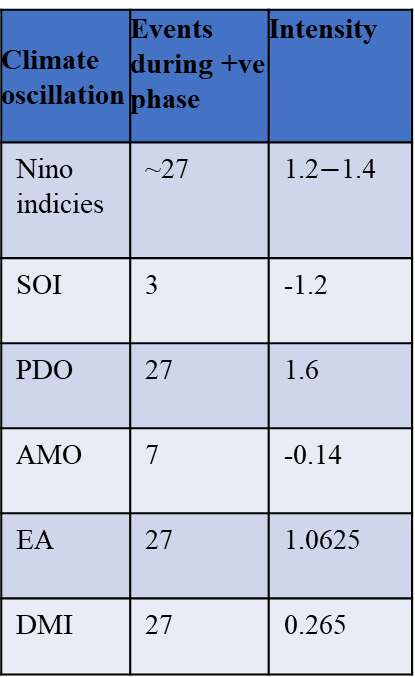 Climate
oscillation
Events
during +ve
phase
Intensity
Nino
indicies
~27
1.2−1.4
SOI
3
-1.2
PDO
27
1.6
AMO
7
-0.14
EA
27
1.0625
DMI
27
0.265